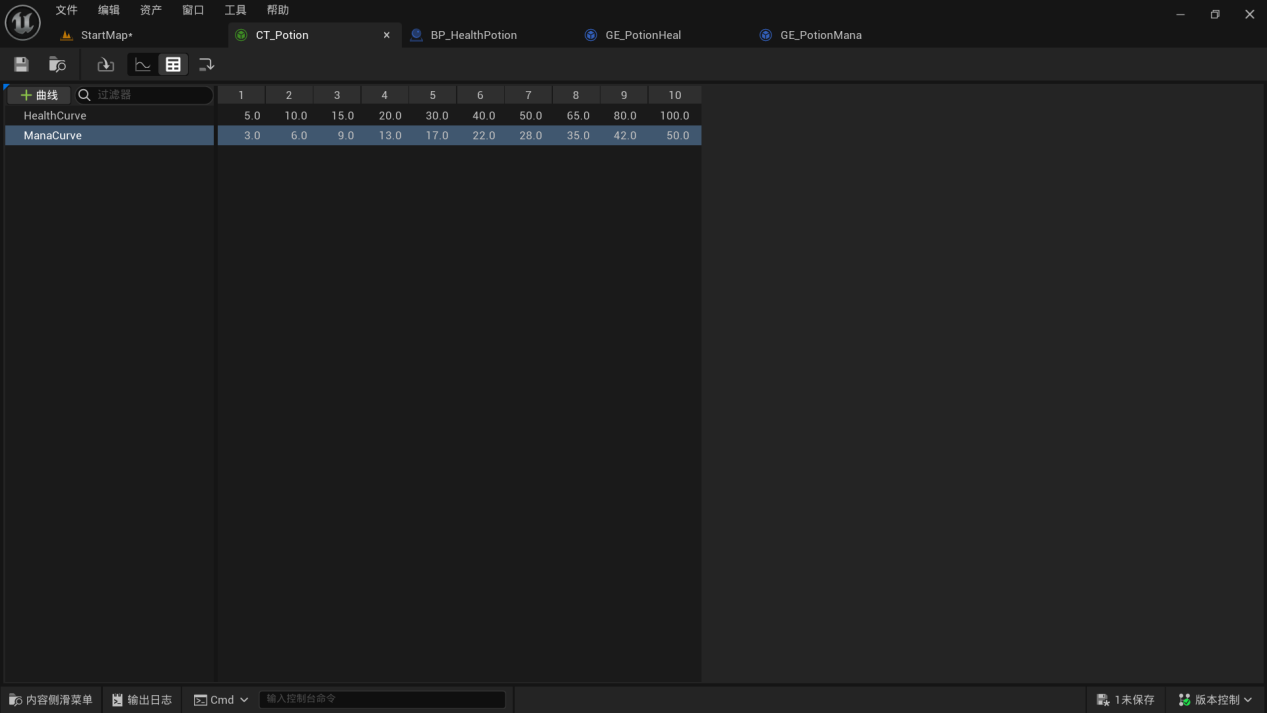 文件 编辑 资产 窗口 工具 帮助
StartMap* CT_Potion BP_HealthPotion GE_PotionHeal GE_PotionMana
曲线 过滤器 1 2 3 4 5 6 7 8 9 10
HealthCurve 5.0 10.0 15.0 20.0 30.0 40.0 50.0 65.0 80.0 100.0
ManaCurve 3.0 6.0 9.0 13.0 17.0 22.0 28.0 35.0 42.0 50.0
内容侧滑菜单 输出日志 Cmd 输入控制台命令 1未保存 版本控制